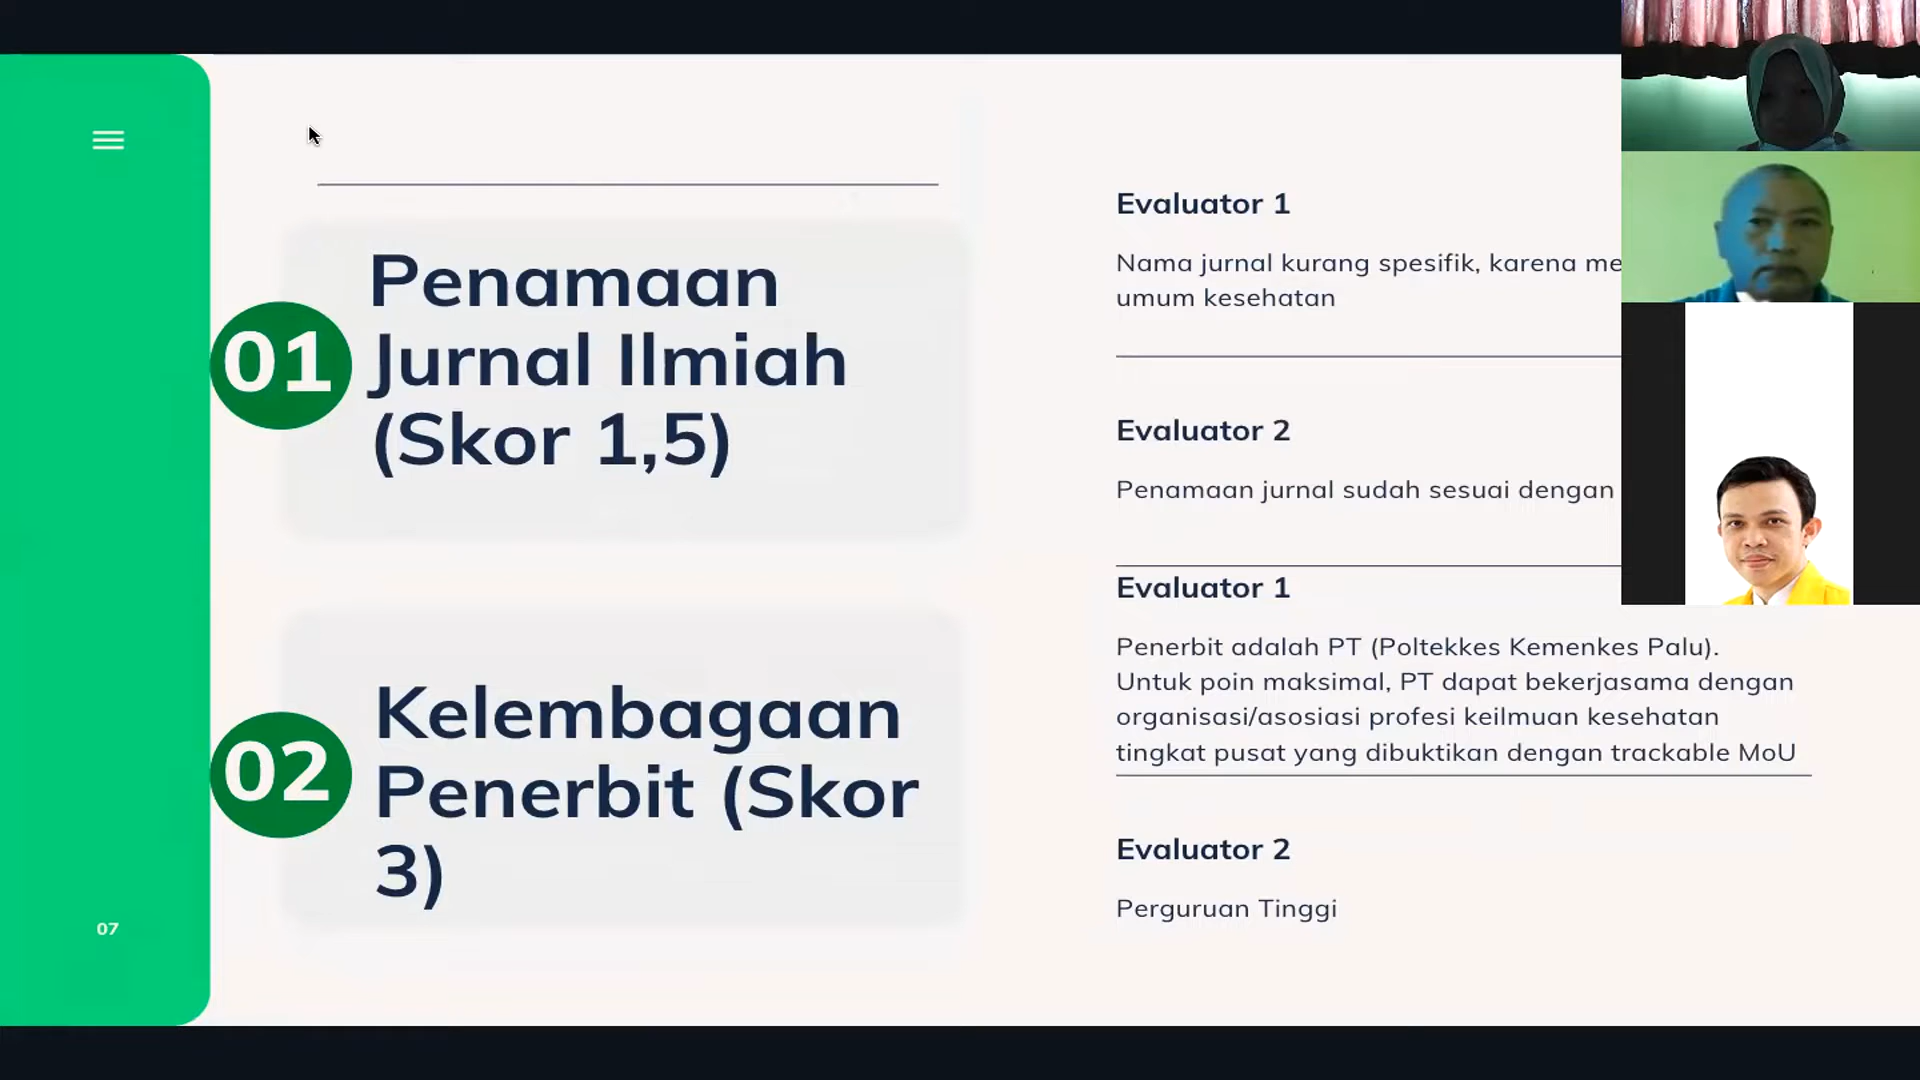 01
Penamaan
Jurnal Ilmiah
(Skor 1,5)
Evaluator 1
Nama jurnal kurang spesifik, karena
umum kesehatan
Evaluator 2
Penamaan jurnal sudah sesuai dengan
02
Kelembagaan
Penerbit (Skor
3)
Evaluator 1
Penerbit adalah PT (Poltekkes Kemenkes Palu).
Untuk poin maksimal, PT dapat bekerjasama dengan
organisasi/asosiasi profesi keilmuan kesehatan
tingkat pusat yang dibuktikan dengan trackable MoU
Evaluator 2
Perguruan Tinggi
07